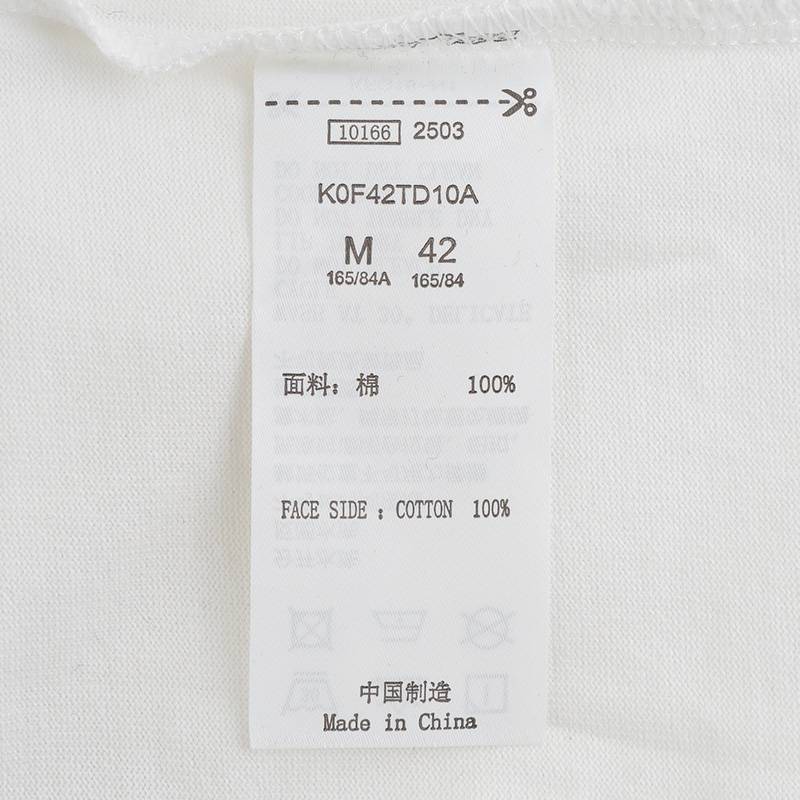 10166 2503
K0F42TD10A
M 42
165/84A 165/84
面料：棉 100%
FACE SIDE : COTTON 100%
中国制造
Made in China